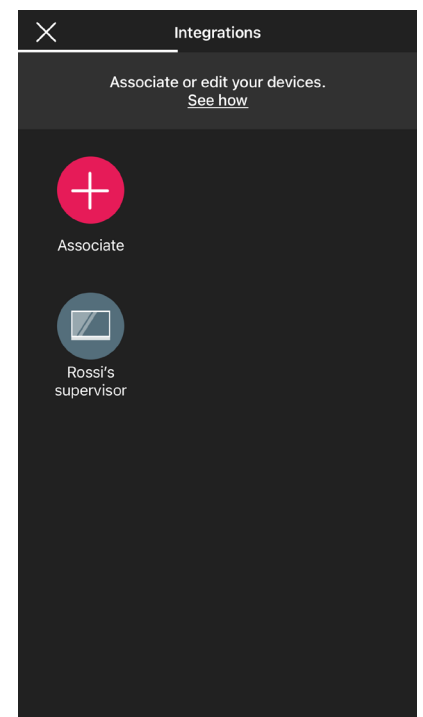 Integrations
Associate or edit your devices.
See how
Associate
Rossi's
supervisor